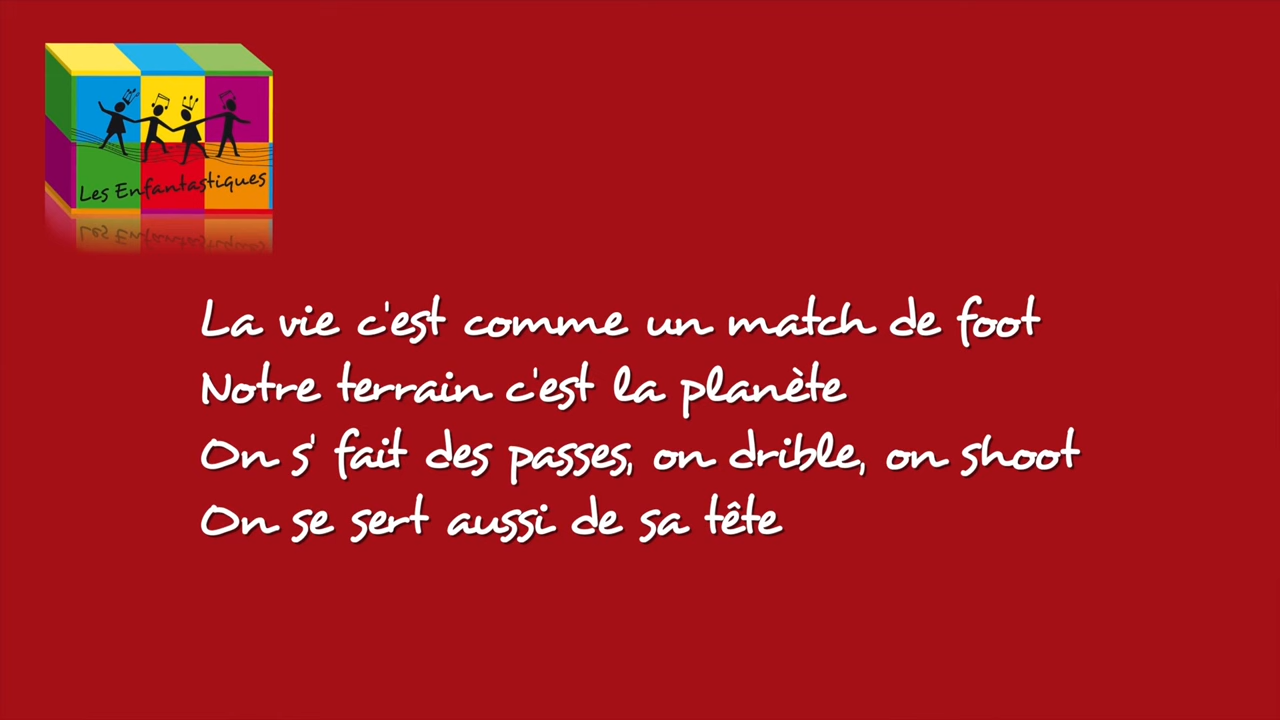 Les Enfantastiques
La vie c'est comme un match de foot
Notre terrain c'est la planète
On s' fait des passes, on drible, on shoot
On se sert aussi de sa tête